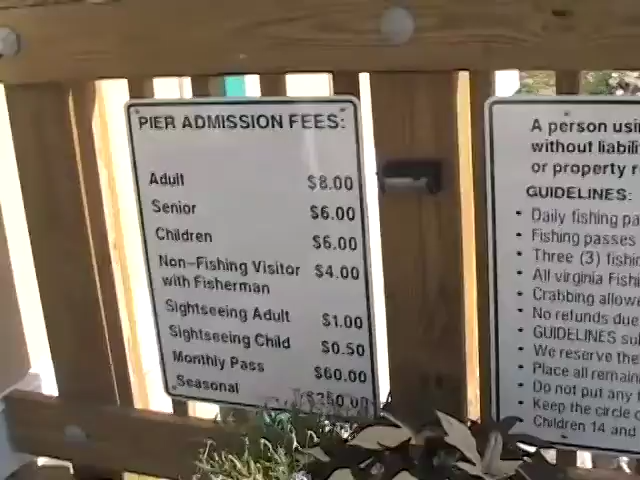 PIER ADMISSION FEES:
Adult $8.00
Senior $6.00
Children $6.00
Non-Fishing Visitor $4.00
with Fisherman
Sightseeing Adult $1.00
Sightseeing Child $0.50
Monthly Pass $60.00
Seasonal
A person usi
without liabili
or property r
GUIDELINES:
• Daily fishing pa
• Fishing passes
• Three (3) fishi
• All virginia Fishi
• Crabbing allow
• No refunds due
• GUIDELINES su
• We reserve the
• Place all remain
• Do not put any f
• Keep the circle c
• Children 14 and